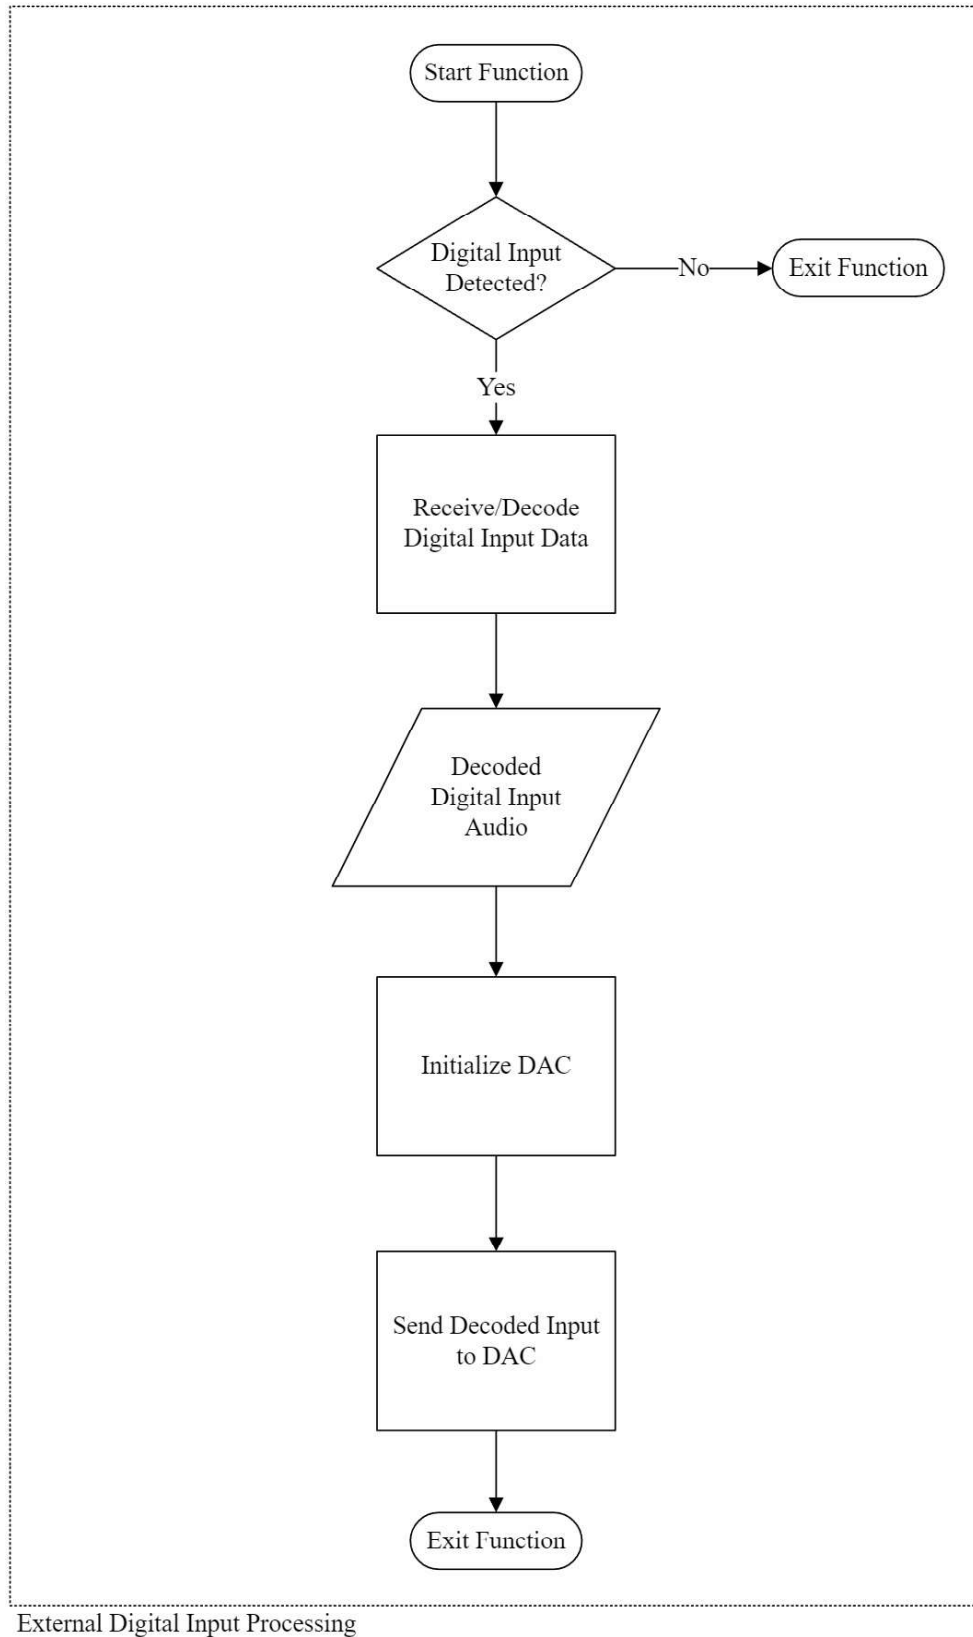 Start Function
Digital Input
Detected?
No
Exit Function
Yes
Receive/Decode
Digital Input Data
Decoded
Digital Input
Audio
Initialize DAC
Send Decoded Input
to DAC
Exit Function
External Digital Input Processing